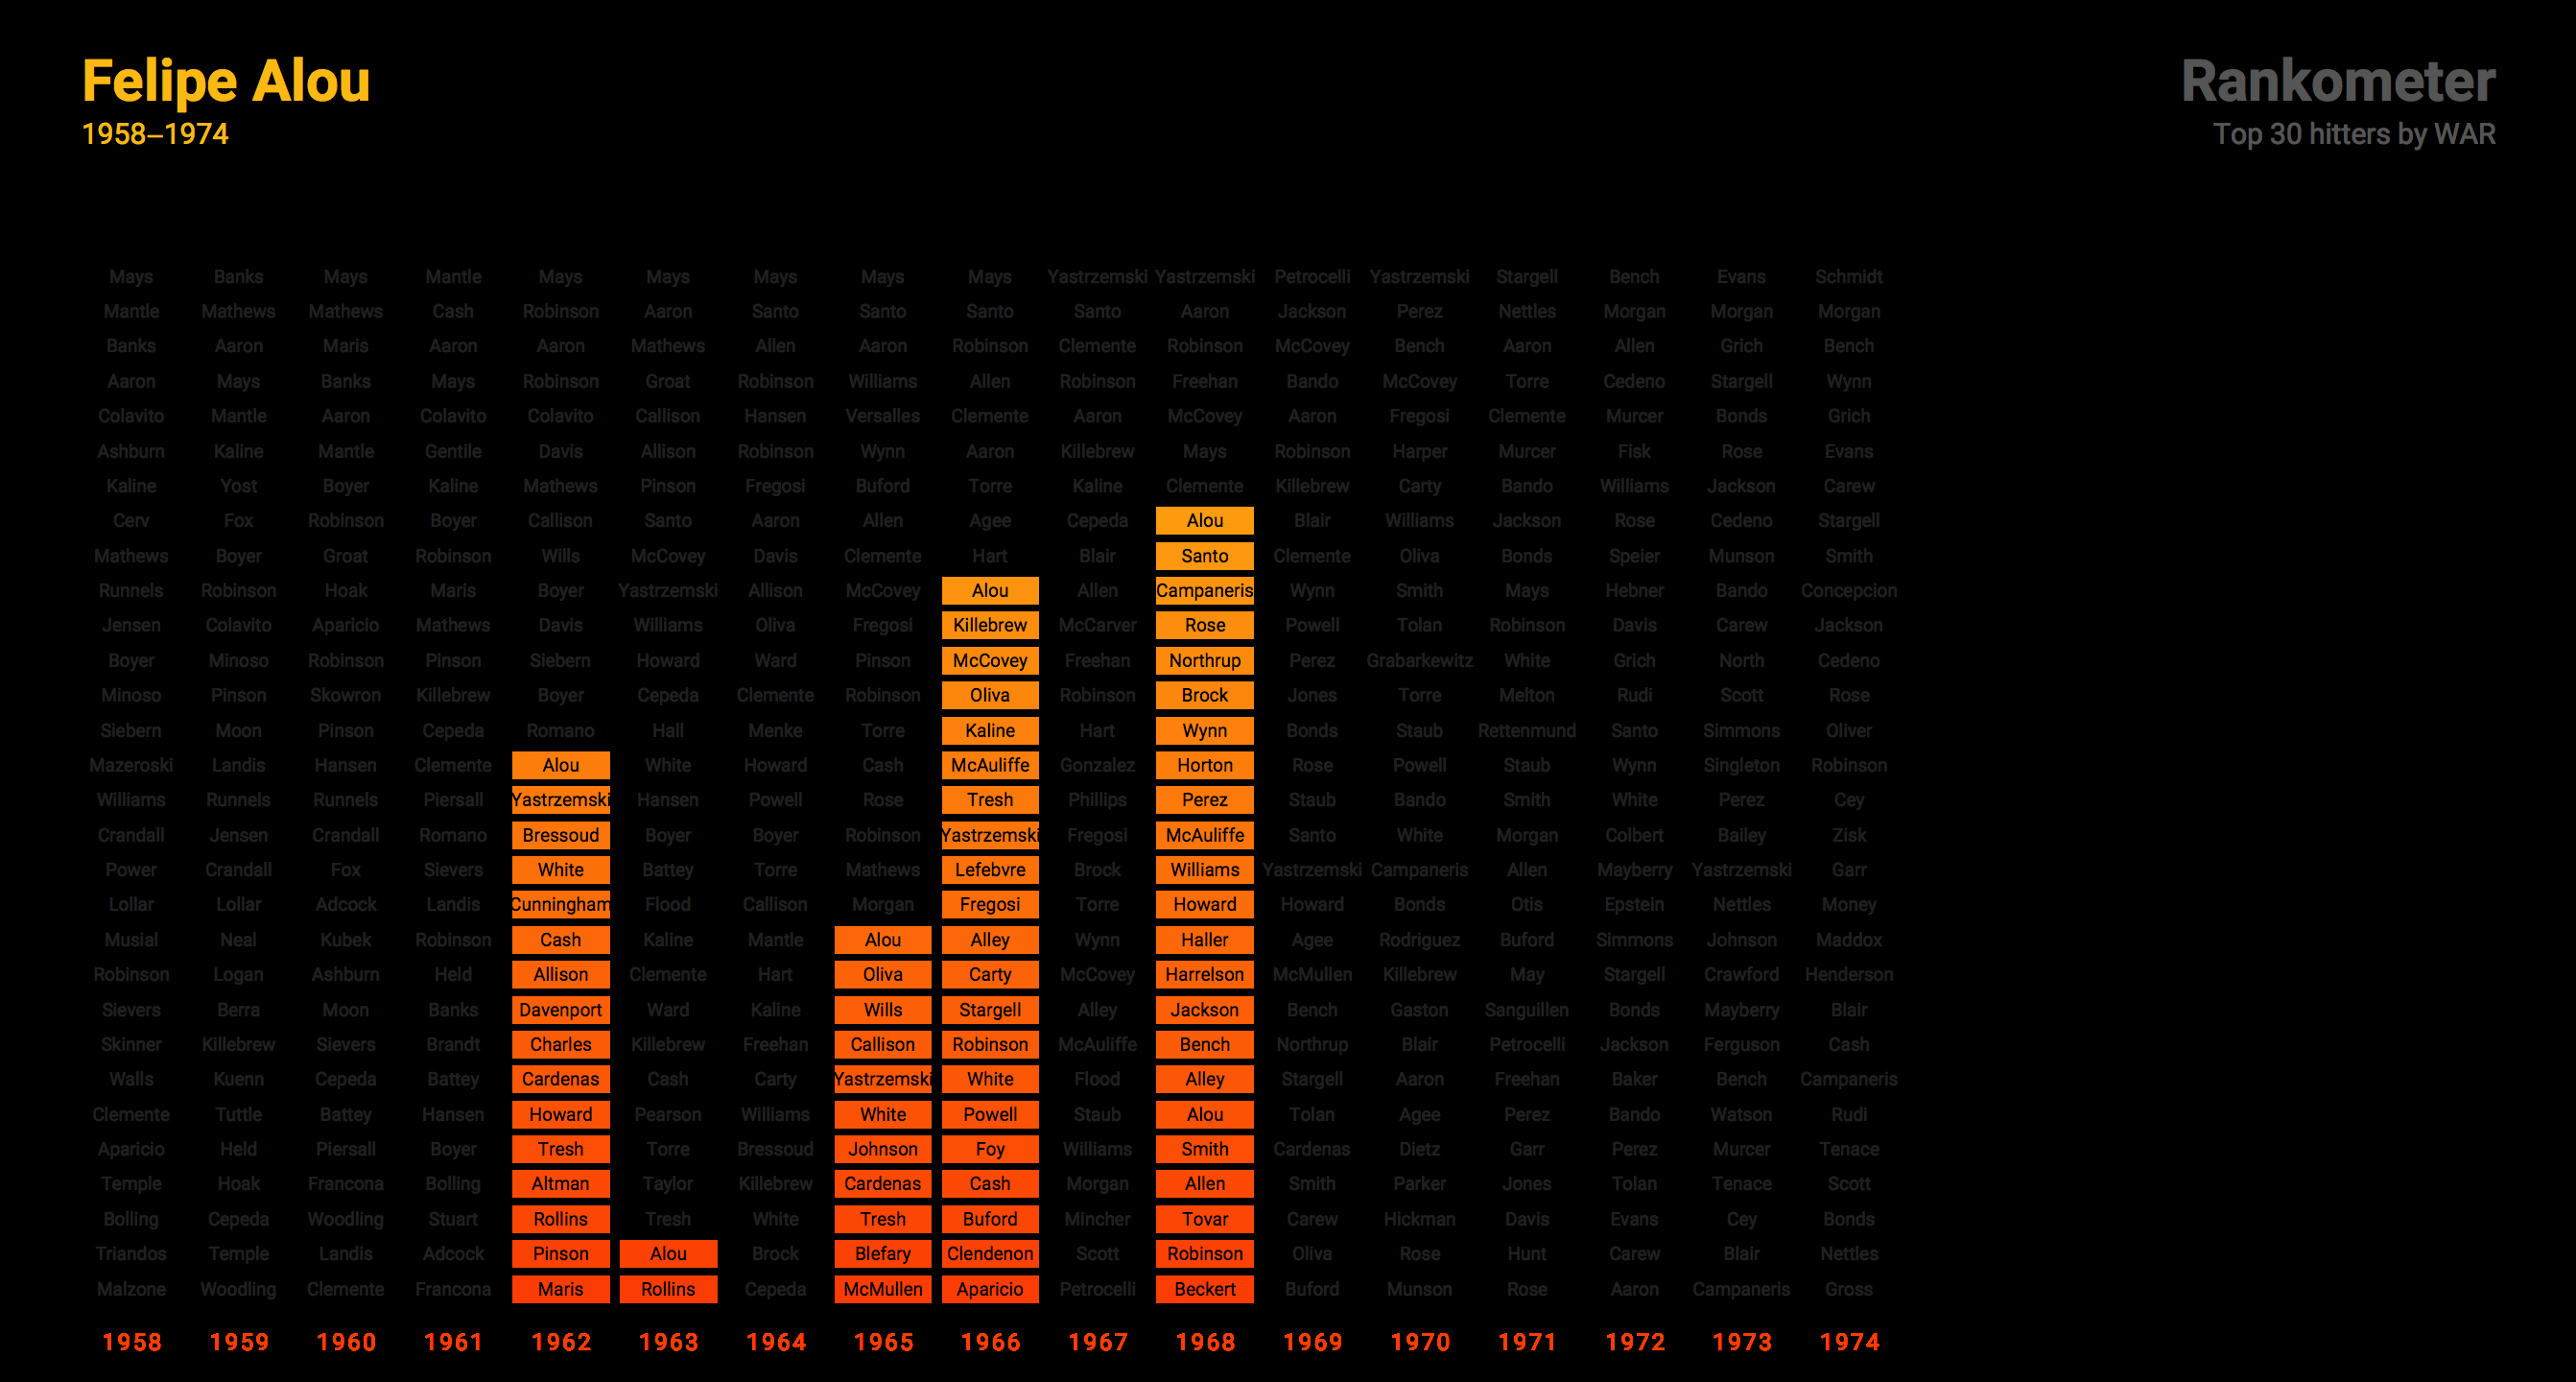 Felipe Alou
1958–1974
Rankometer
Top 30 hitters by WAR
Mays Banks Mays Mantle Mays Mays Mays Mays Mays Yastrzemski Yastrzemski Petrocelli Yastrzemski Stargell Bench Evans Schmidt
Mantle Mathews Mathews Cash Robinson Aaron Santo Santo Santo Santo Aaron Jackson Perez Nettles Morgan Morgan Morgan
Banks Aaron Maris Aaron Aaron Mathews Allen Aaron Robinson Clemente Robinson McCovey Bench Aaron Allen Grich Bench
Aaron Mays Banks Mays Robinson Groat Robinson Williams Allen Robinson Freehan Bando McCovey Torre Cedeno Stargell Wynn
Colavito Mantle Aaron Colavito Colavito Callison Hansen Versalles Clemente Aaron McCovey Aaron Fregosi Clemente Murcer Bonds Grich
Ashburn Kaline Mantle Gentile Davis Allison Robinson Wynn Aaron Killebrew Mays Robinson Harper Murcer Fisk Rose Evans
Kaline Yost Boyer Kaline Mathews Pinson Fregosi Buford Torre Kaline Clemente Killebrew Carty Bando Williams Jackson Carew
Cerv Fox Robinson Boyer Callison Santo Aaron Allen Agee Cepeda Alou Blair Williams Jackson Rose Cedeno Stargell
Mathews Boyer Groat Robinson Wills McCovey Davis Clemente Hart Blair Santo Clemente Oliva Bonds Speier Munson Smith
Runnels Robinson Hoak Maris Boyer Yastrzemski Allison McCovey Alou Allen Campaneris Wynn Smith Mays Hebner Bando Concepcion
Jensen Colavito Aparicio Mathews Davis Williams Oliva Fregosi Killebrew McCarver Rose Powell Tolan Robinson Davis Carew Jackson
Boyer Minoso Robinson Pinson Siebern Howard Ward Pinson McCovey Freehan Northrup Perez Grabarkewitz White Grich North Cedeno
Minoso Pinson Skowron Killebrew Boyer Cepeda Clemente Robinson Oliva Robinson Brock Jones Torre Melton Rudi Scott Rose
Siebern Moon Pinson Cepeda Romano Hall Menke Torre Kaline Hart Wynn Bonds Staub Rettenmund Santo Simmons Oliver
Mazeroski Landis Hansen Clemente Alou White Howard Cash McAuliffe Gonzalez Horton Rose Powell Staub Wynn Singleton Robinson
Williams Runnels Runnels Piersall Yastrzemski Hansen Powell Rose Tresh Phillips Perez Staub Bando Smith White Perez Cey
Crandall Jensen Crandall Romano Bressoud Boyer Boyer Robinson Yastrzemski Fregosi McAuliffe Santo White Morgan Colbert Bailey Zisk
Power Crandall Fox Sievers White Battey Torre Mathews Lefebvre Brock Williams Yastrzemski Campaneris Allen Mayberry Yastrzemski Garr
Lollar Lollar Adcock Landis Cunningham Flood Callison Morgan Fregosi Torre Howard Howard Bonds Otis Epstein Nettles Money
Musial Neal Kubek Robinson Cash Kaline Mantle Alou Alley Wynn Haller Agee Rodriguez Buford Simmons Johnson Maddox
Robinson Logan Ashburn Held Allison Clemente Hart Oliva Carty McCovey Harrelson McMullen Killebrew May Stargell Crawford Henderson
Sievers Berra Moon Banks Davenport Ward Kaline Wills Stargell Alley Jackson Bench Gaston Sanguillen Bonds Mayberry Blair
Skinner Killebrew Sievers Brandt Charles Killebrew Freehan Callison Robinson McAuliffe Bench Northrup Blair Petrocelli Jackson Ferguson Cash
Walls Kuenn Cepeda Battey Cardenas Cash Carty Yastrzemski White Flood Alley Stargell Aaron Freehan Baker Bench Campaneris
Clemente Tuttle Battey Hansen Howard Pearson Williams White Powell Staub Alou Tolan Agee Perez Bando Watson Rudi
Aparicio Held Piersall Boyer Tresh Torre Bressoud Johnson Foy Williams Smith Cardenas Dietz Garr Perez Murcer Tenace
Temple Hoak Francona Bolling Altman Taylor Killebrew Cardenas Cash Morgan Allen Smith Parker Jones Tolan Tenace Scott
Bolling Cepeda Woodling Stuart Rollins Tresh White Tresh Buford Mincher Tovar Carew Hickman Davis Evans Cey Bonds
Triandos Temple Landis Adcock Pinson Alou Brock Blefary Clendenon Scott Robinson Oliva Rose Hunt Carew Blair Nettles
Malzone Woodling Clemente Francona Maris Rollins Cepeda McMullen Aparicio Petrocelli Beckert Buford Munson Rose Aaron Campaneris Gross
1958 1959 1960 1961 1962 1963 1964 1965 1966 1967 1968 1969 1970 1971 1972 1973 1974